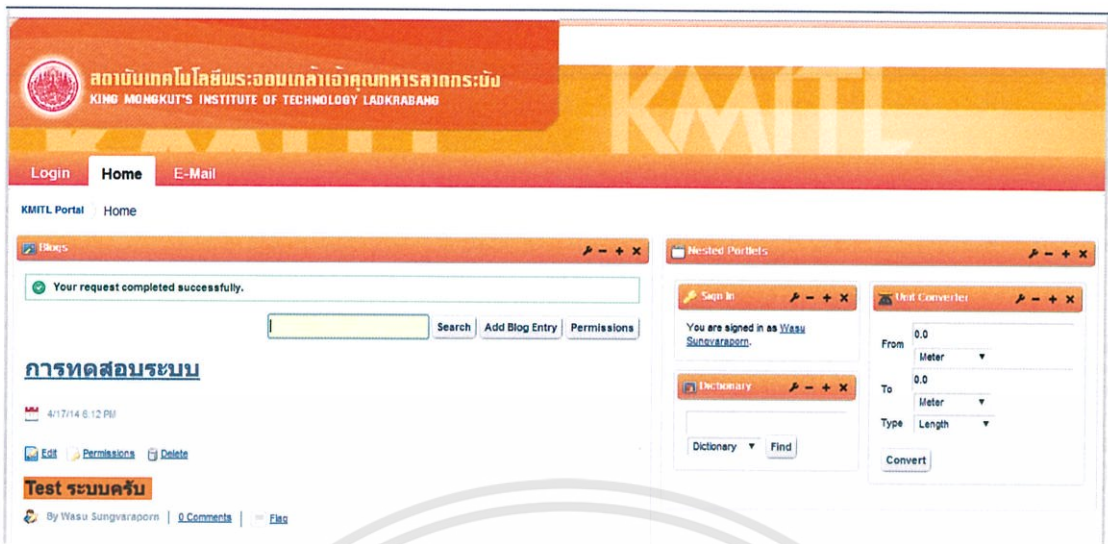 สถาบันเทคโนโลยีพระจอมเกล้าเจ้าคุณทหารลาดกระบัง
KING MONGKUT'S INSTITUTE OF TECHNOLOGY LADKRABANG
KMITL
KMITL
Login Home E-Mail
KMITL Portal Home
Blogs
Your request completed successfully.
Search Add Blog Entry Permissions
การทดสอบระบบ
4/17/14 6:12 PM
Edit Permissions Delete
Test ระบบครับ
By Wasu Sungvaraporn | 0 Comments | Flag
Nested Portlets
Sign In
You are signed in as Wasu
Sungvaraporn.
Dictionary
Dictionary Find
Unit Converter
From 0.0
Meter
To 0.0
Meter
Type Length
Convert